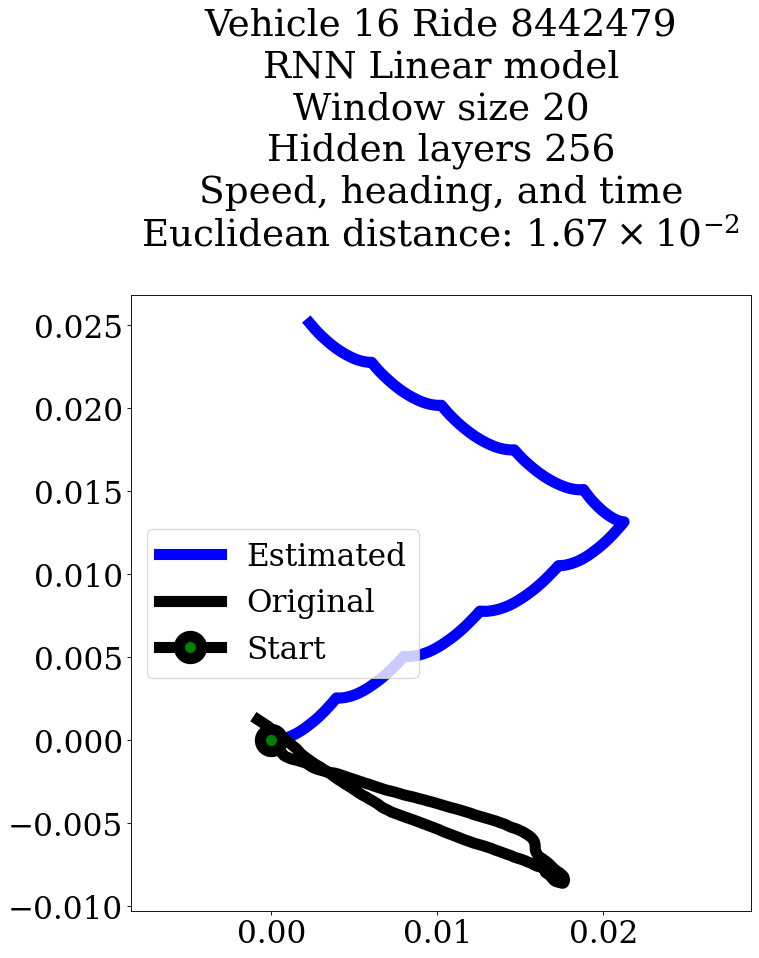 Vehicle 16 Ride 8442479
RNN Linear model
Window size 20
Hidden layers 256
Speed, heading, and time
Euclidean distance: 1.67 × 10⁻²
0.025
0.020
0.015
0.010
0.005
0.000
−0.005
−0.010
Estimated
Original
Start
0.00 0.01 0.02